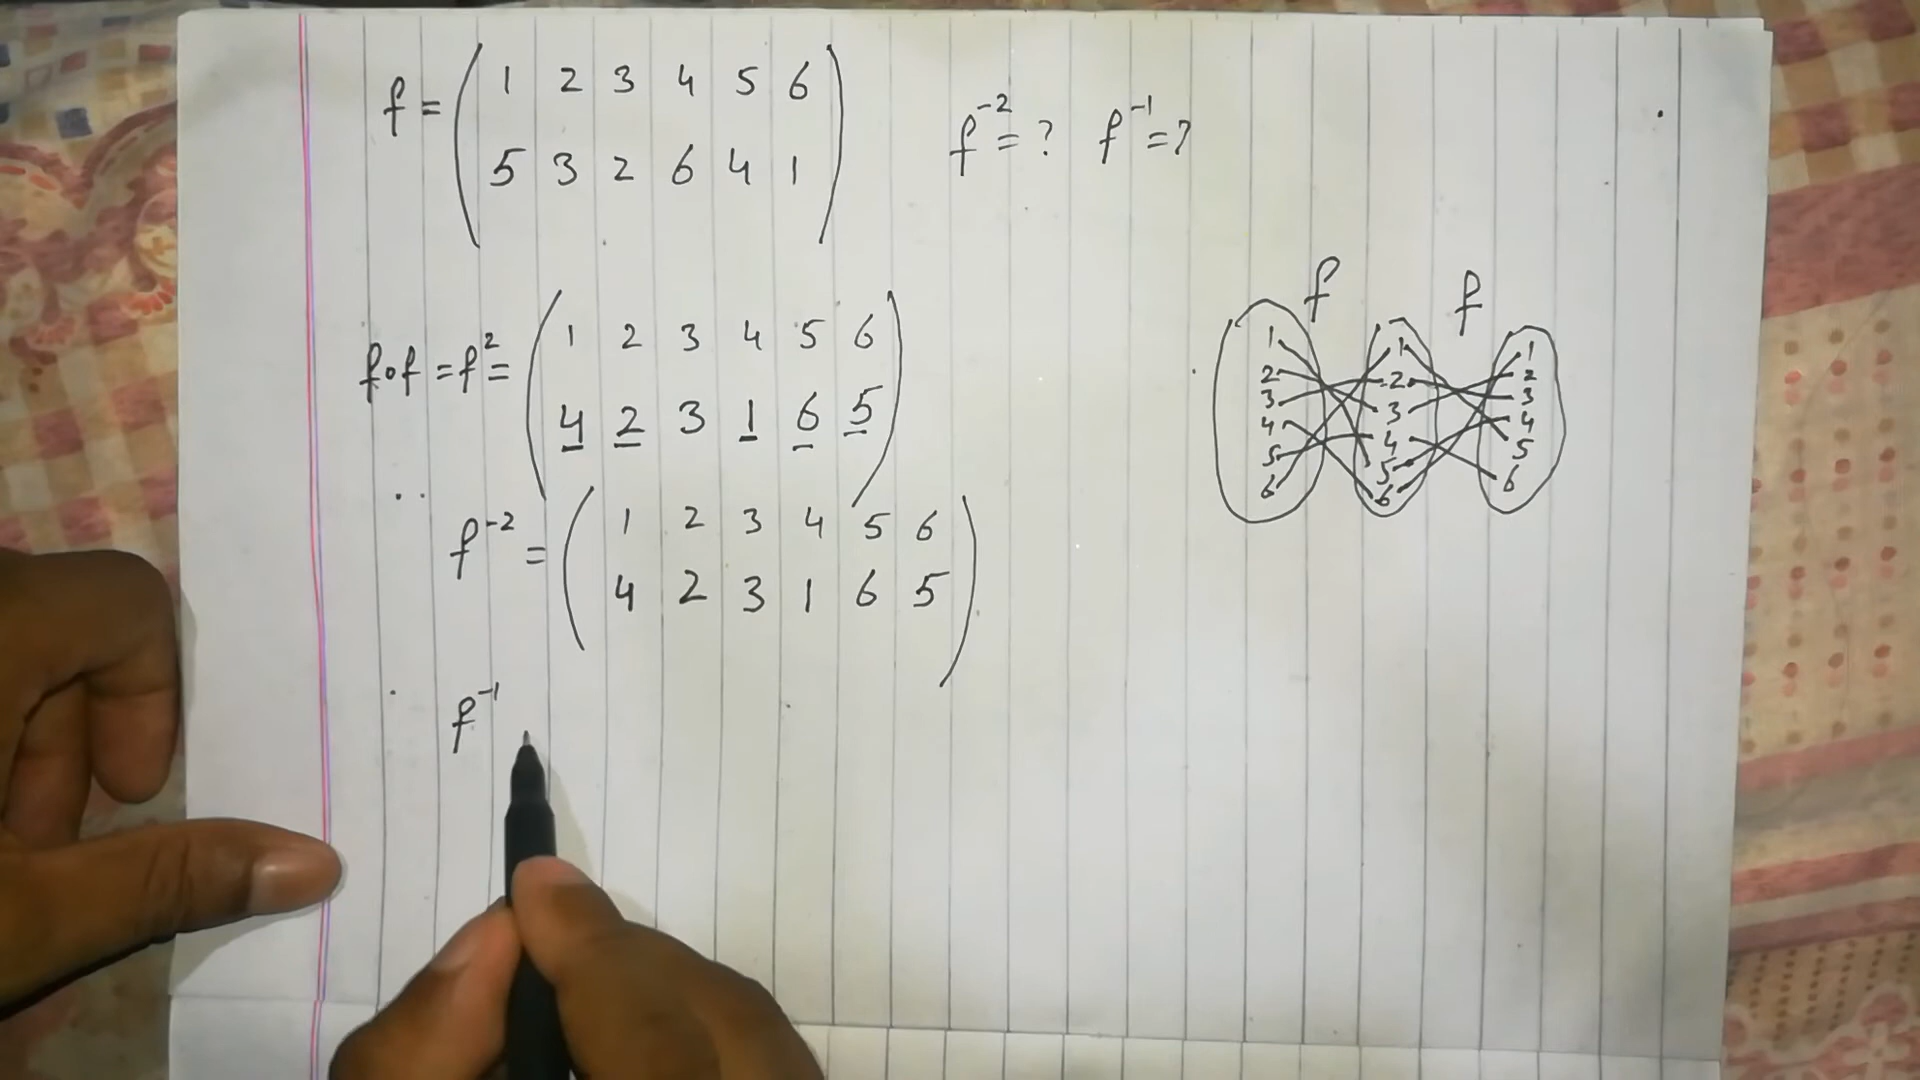 f = ( 1 2 3 4 5 6
5 3 2 6 4 1 )
f⁻² = ? f⁻¹ = ?
f∘f = f² = ( 1 2 3 4 5 6
4 2 3 1 6 5 )
f⁻² = ( 1 2 3 4 5 6
4 2 3 1 6 5 )
f⁻¹
f f
1 1 1
2 2 2
3 3 3
4 4 4
5 5 5
6 6 6